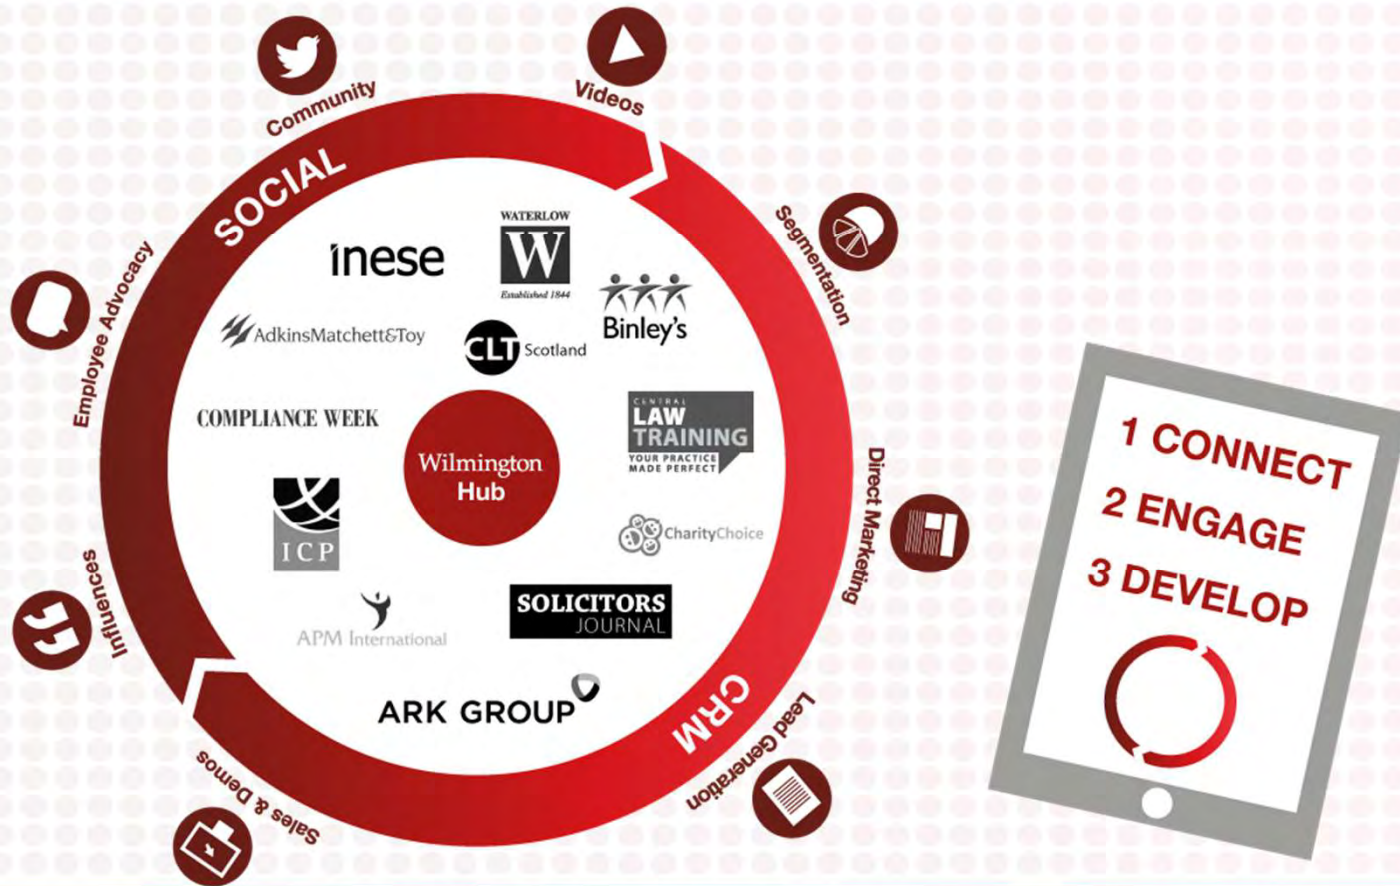 Community
Videos
SOCIAL
Segmentation
Employee Advocacy
WATERLOW
W
Established 1844
inese
Binley's
AdkinsMatchett&Toy
CLT Scotland
COMPLIANCE WEEK
CENTRAL
LAW
TRAINING
YOUR PRACTICE
MADE PERFECT
Wilmington
Hub
Direct Marketing
ICP
CharityChoice
Influences
SOLICITORS
JOURNAL
APM International
ARK GROUP
CRM
Lead Generation
Sales & Demos
1 CONNECT
2 ENGAGE
3 DEVELOP